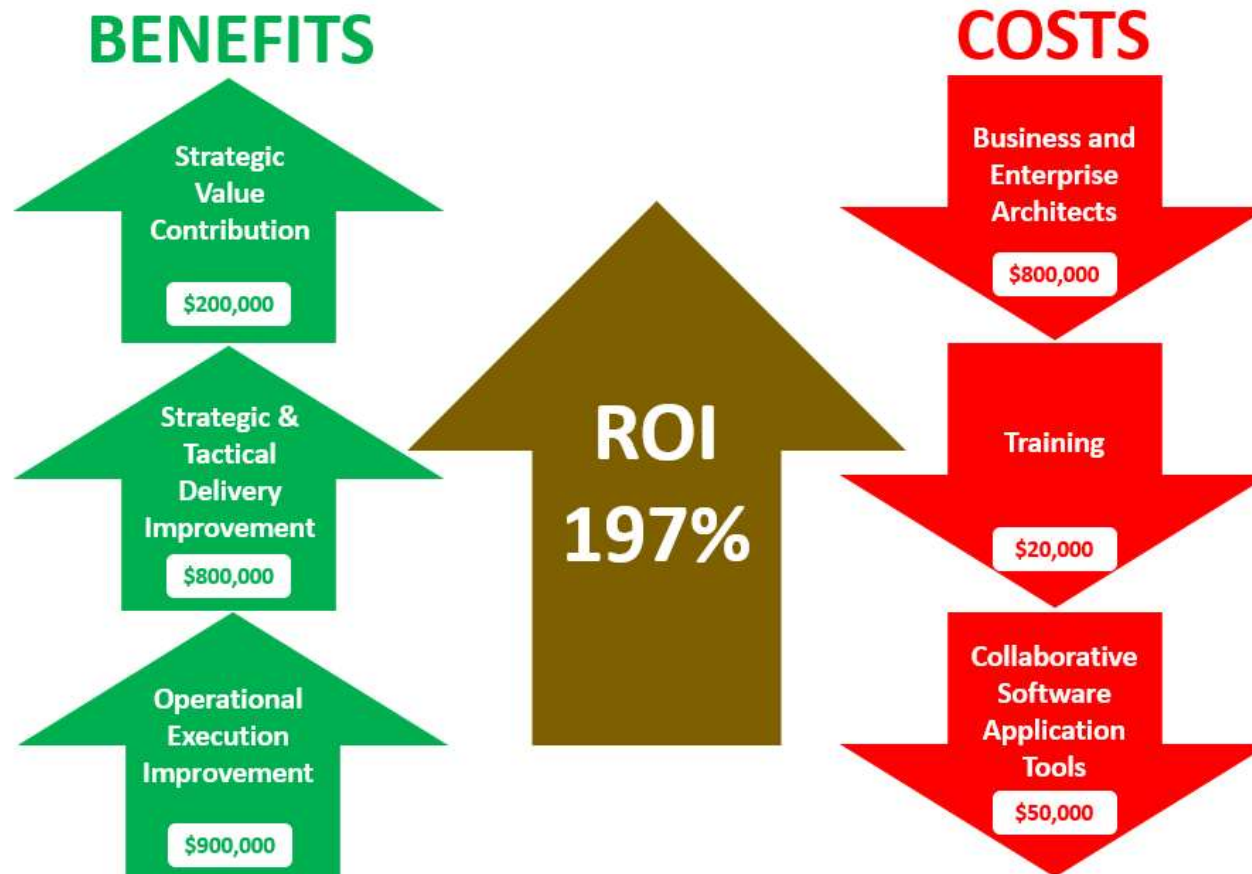 BENEFITS
Strategic
Value
Contribution
$200,000
Strategic &
Tactical
Delivery
Improvement
$800,000
Operational
Execution
Improvement
$900,000
ROI
197%
COSTS
Business and
Enterprise
Architects
$800,000
Training
$20,000
Collaborative
Software
Application
Tools
$50,000